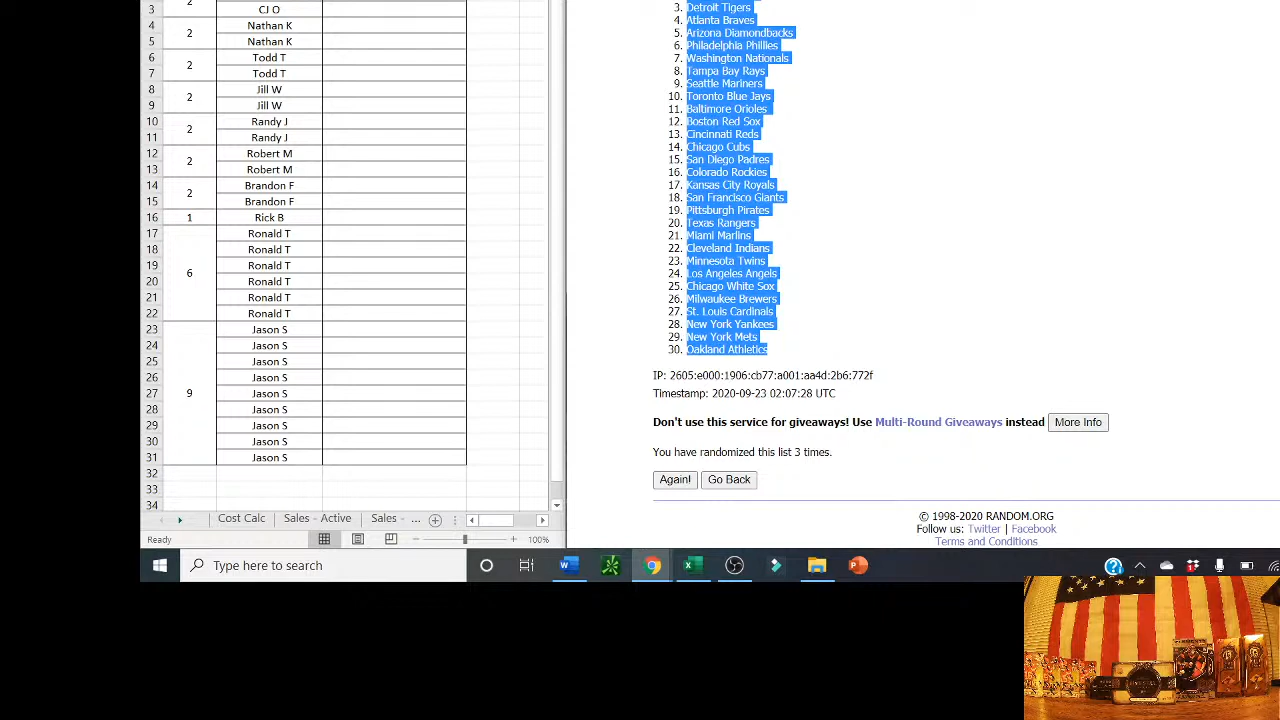 2
3 CJ O
4 Nathan K
2
5 Nathan K
6 Todd T
2
7 Todd T
8 Jill W
2
9 Jill W
10 Randy J
2
11 Randy J
12 Robert M
2
13 Robert M
14 Brandon F
2
15 Brandon F
16 1 Rick B
17 Ronald T
18 Ronald T
19 Ronald T
6
20 Ronald T
21 Ronald T
22 Ronald T
23 Jason S
24 Jason S
25 Jason S
26 Jason S
27 9 Jason S
28 Jason S
29 Jason S
30 Jason S
31 Jason S
32
33
34
Cost Calc Sales - Active Sales - ...
Ready 100%
3. Detroit Tigers
4. Atlanta Braves
5. Arizona Diamondbacks
6. Philadelphia Phillies
7. Washington Nationals
8. Tampa Bay Rays
9. Seattle Mariners
10. Toronto Blue Jays
11. Baltimore Orioles
12. Boston Red Sox
13. Cincinnati Reds
14. Chicago Cubs
15. San Diego Padres
16. Colorado Rockies
17. Kansas City Royals
18. San Francisco Giants
19. Pittsburgh Pirates
20. Texas Rangers
21. Miami Marlins
22. Cleveland Indians
23. Minnesota Twins
24. Los Angeles Angels
25. Chicago White Sox
26. Milwaukee Brewers
27. St. Louis Cardinals
28. New York Yankees
29. New York Mets
30. Oakland Athletics
IP: 2605:e000:1906:cb77:a001:aa4d:2b6:772f
Timestamp: 2020-09-23 02:07:28 UTC
Don't use this service for giveaways! Use Multi-Round Giveaways instead More Info
You have randomized this list 3 times.
Again! Go Back
© 1998-2020 RANDOM.ORG
Follow us: Twitter | Facebook
Terms and Conditions
Type here to search